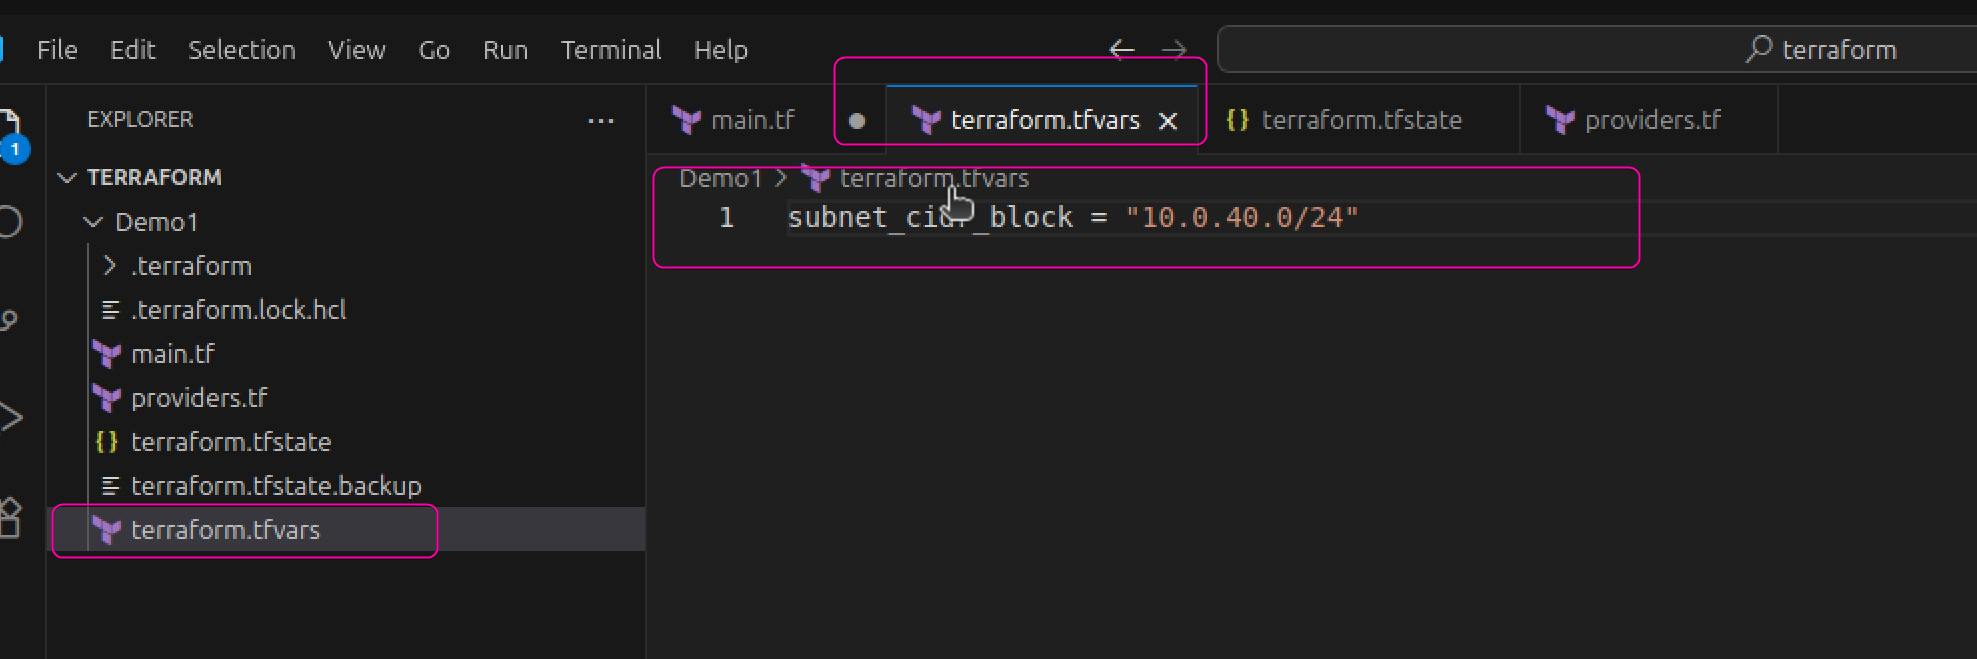 File Edit Selection View Go Run Terminal Help
terraform
1
EXPLORER
TERRAFORM
Demo1
.terraform
.terraform.lock.hcl
main.tf
providers.tf
terraform.tfstate
terraform.tfstate.backup
terraform.tfvars
main.tf terraform.tfvars terraform.tfstate providers.tf
Demo1 > terraform.tfvars
1 subnet_cidr_block = "10.0.40.0/24"